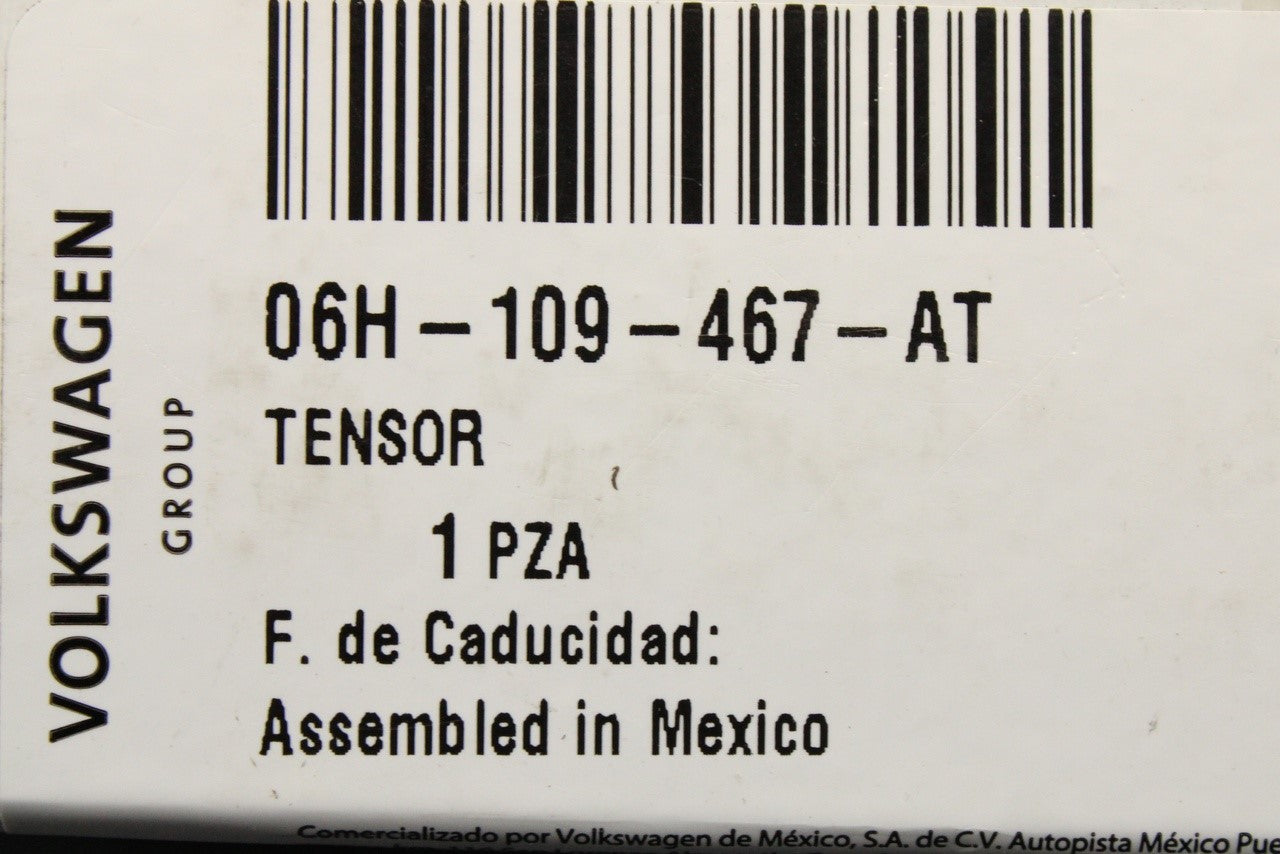 VOLKSWAGEN
GROUP
06H-109-467-AT
TENSOR
1 PZA
F. de Caducidad:
Assembled in Mexico
Comercializado por Volkswagen de México, S.A. de C.V. Autopista México Pue